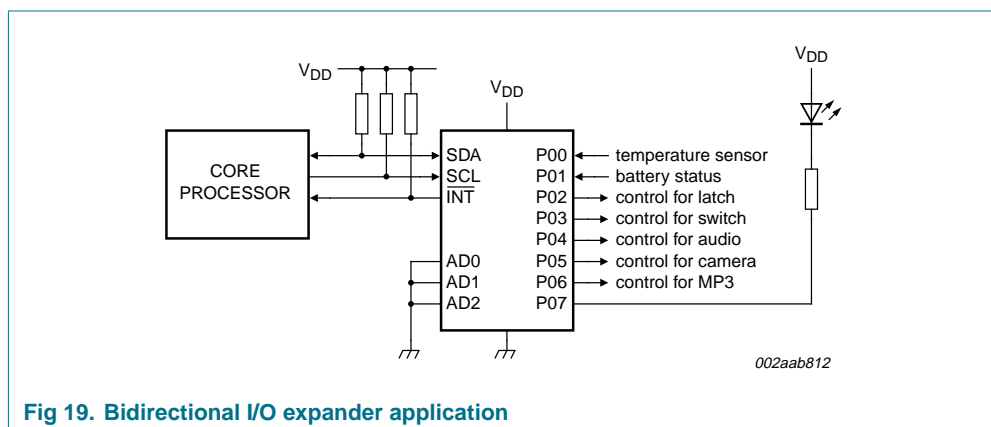 VDD
VDD
VDD
CORE
PROCESSOR
SDA
SCL
INT
AD0
AD1
AD2
P00
P01
P02
P03
P04
P05
P06
P07
temperature sensor
battery status
control for latch
control for switch
control for audio
control for camera
control for MP3
002aab812
Fig 19. Bidirectional I/O expander application